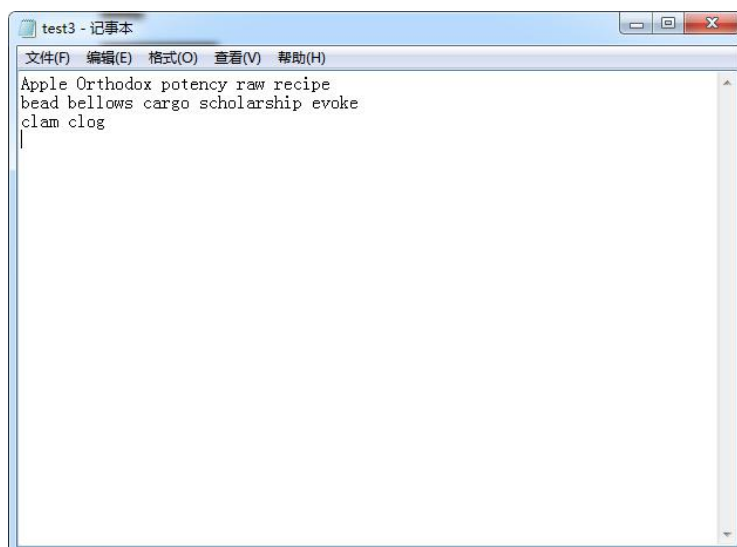 test3 - 记事本
文件(F) 编辑(E) 格式(O) 查看(V) 帮助(H)
Apple Orthodox potency raw recipe
bead bellows cargo scholarship evoke
clam clog